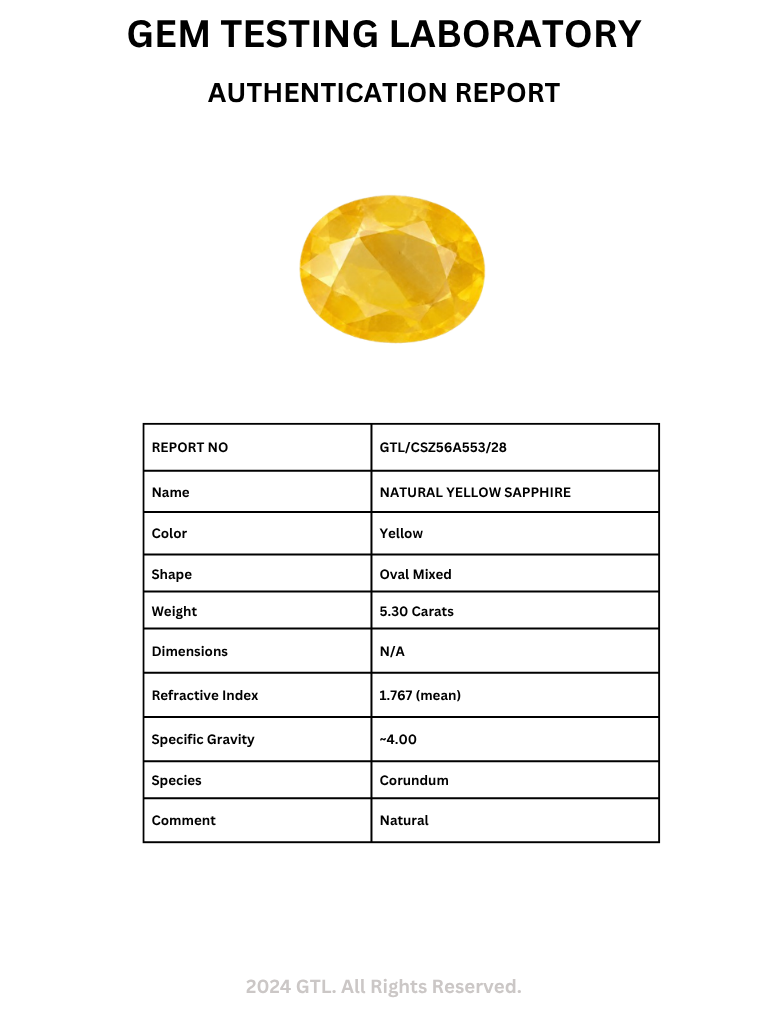 GEM TESTING LABORATORY
AUTHENTICATION REPORT
REPORT NO GTL/CSZ56A553/28
Name NATURAL YELLOW SAPPHIRE
Color Yellow
Shape Oval Mixed
Weight 5.30 Carats
Dimensions N/A
Refractive Index 1.767 (mean)
Specific Gravity ~4.00
Species Corundum
Comment Natural
2024 GTL. All Rights Reserved.